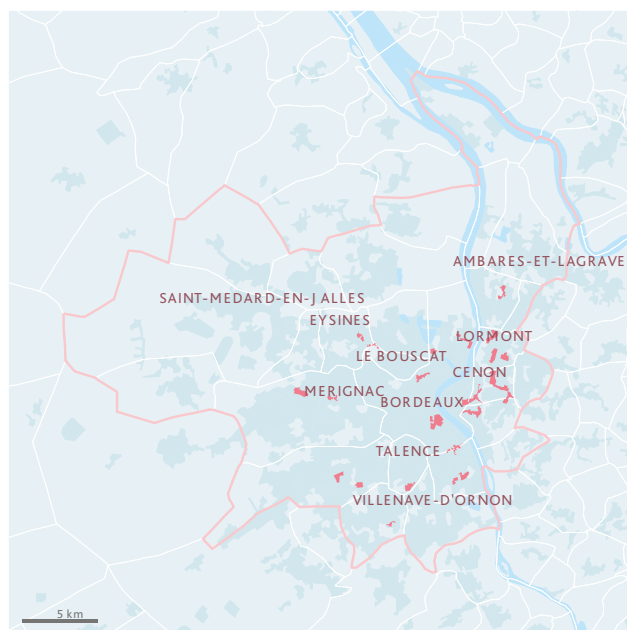 AMBARES-ET-LAGRAVE
SAINT-MEDARD-EN-JALLES
EYSINES
LORMONT
LE BOUSCAT
CENON
MERIGNAC
BORDEAUX
TALENCE
VILLENAVE-D'ORNON
5 km